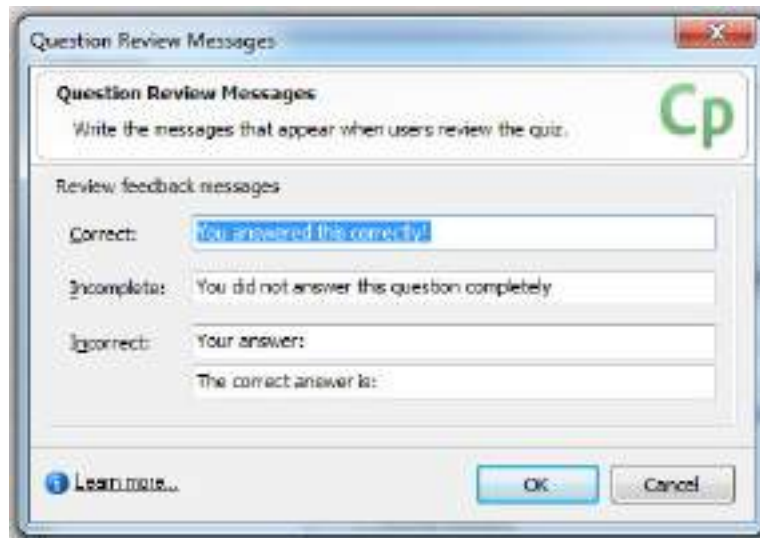 Question Review Messages
Question Review Messages
Write the messages that appear when users review the quiz.
Cp
Review feedback messages
Correct: You answered this correctly!
Incomplete: You did not answer this question completely
Incorrect: Your answer:
The correct answer is:
Learn more... OK Cancel